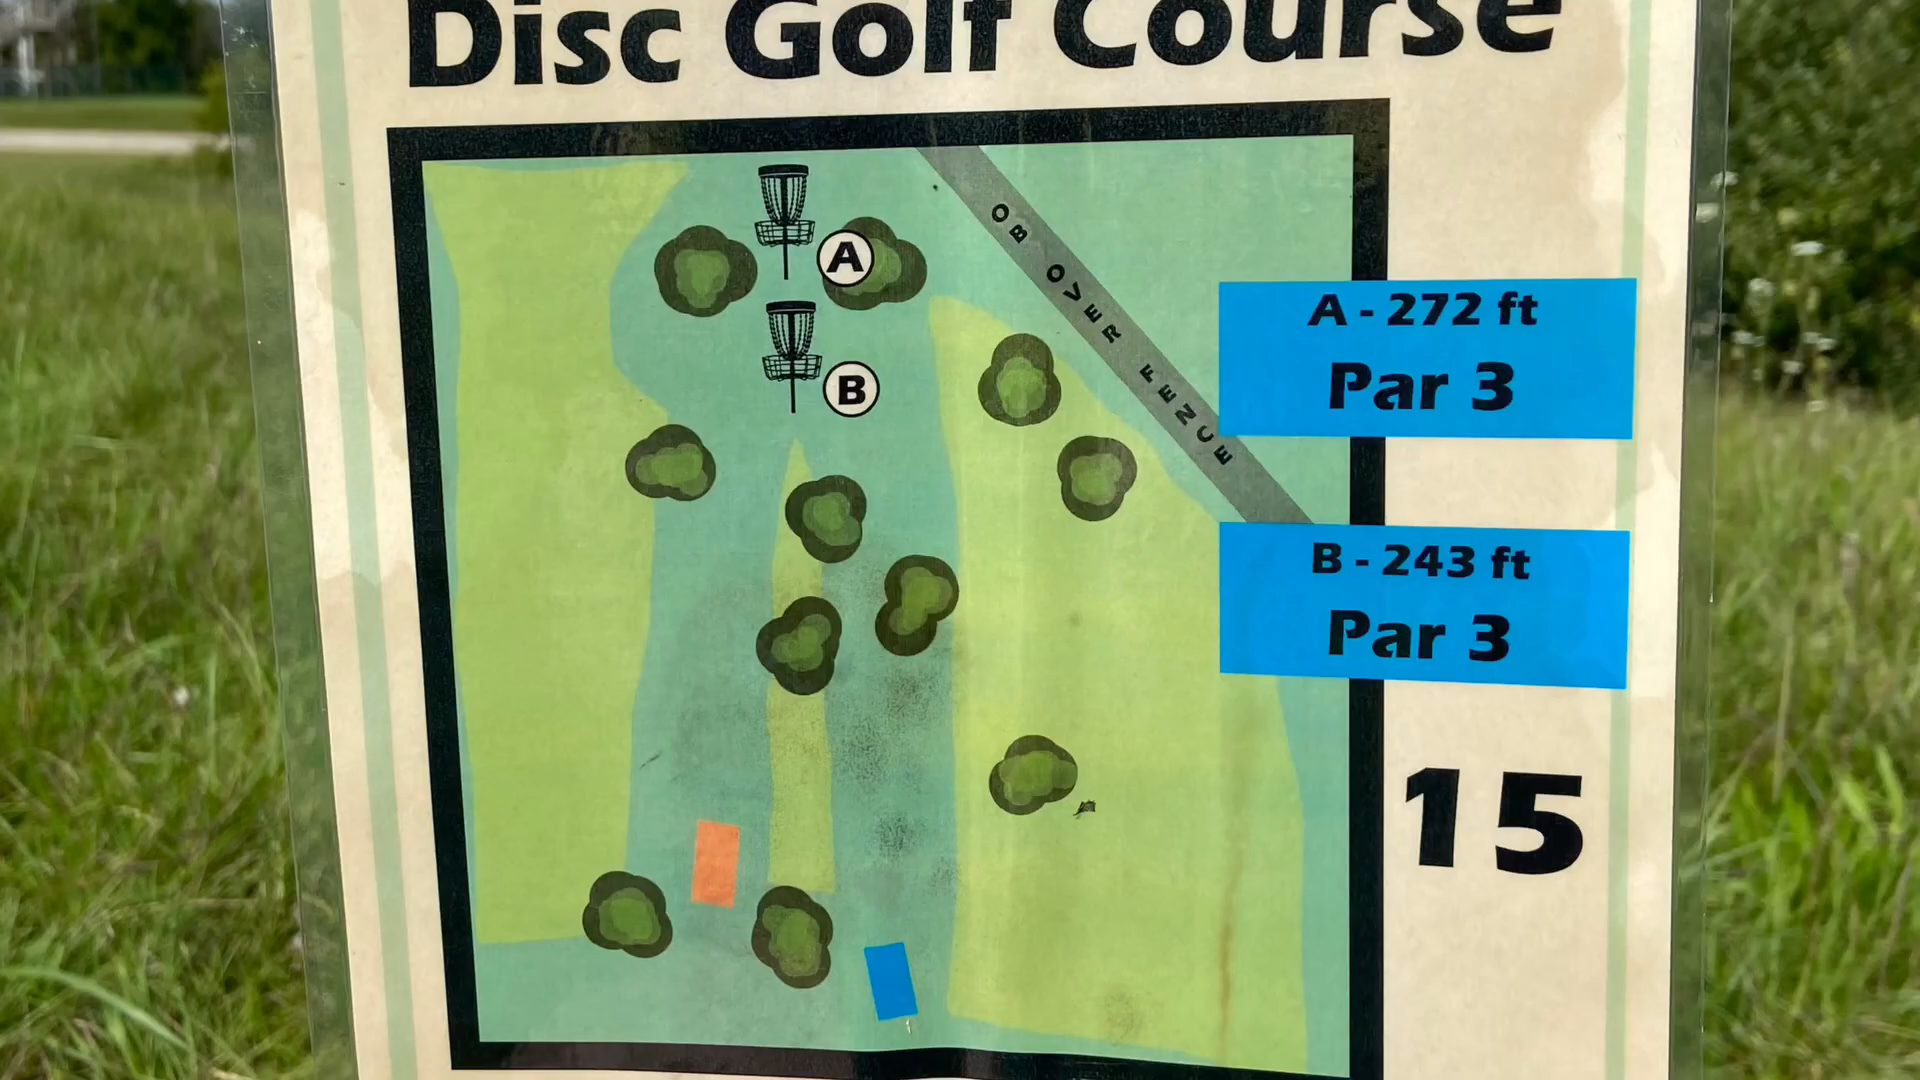 Disc Golf Course
A
B
OB OVER FENCE
A - 272 ft
Par 3
B - 243 ft
Par 3
15